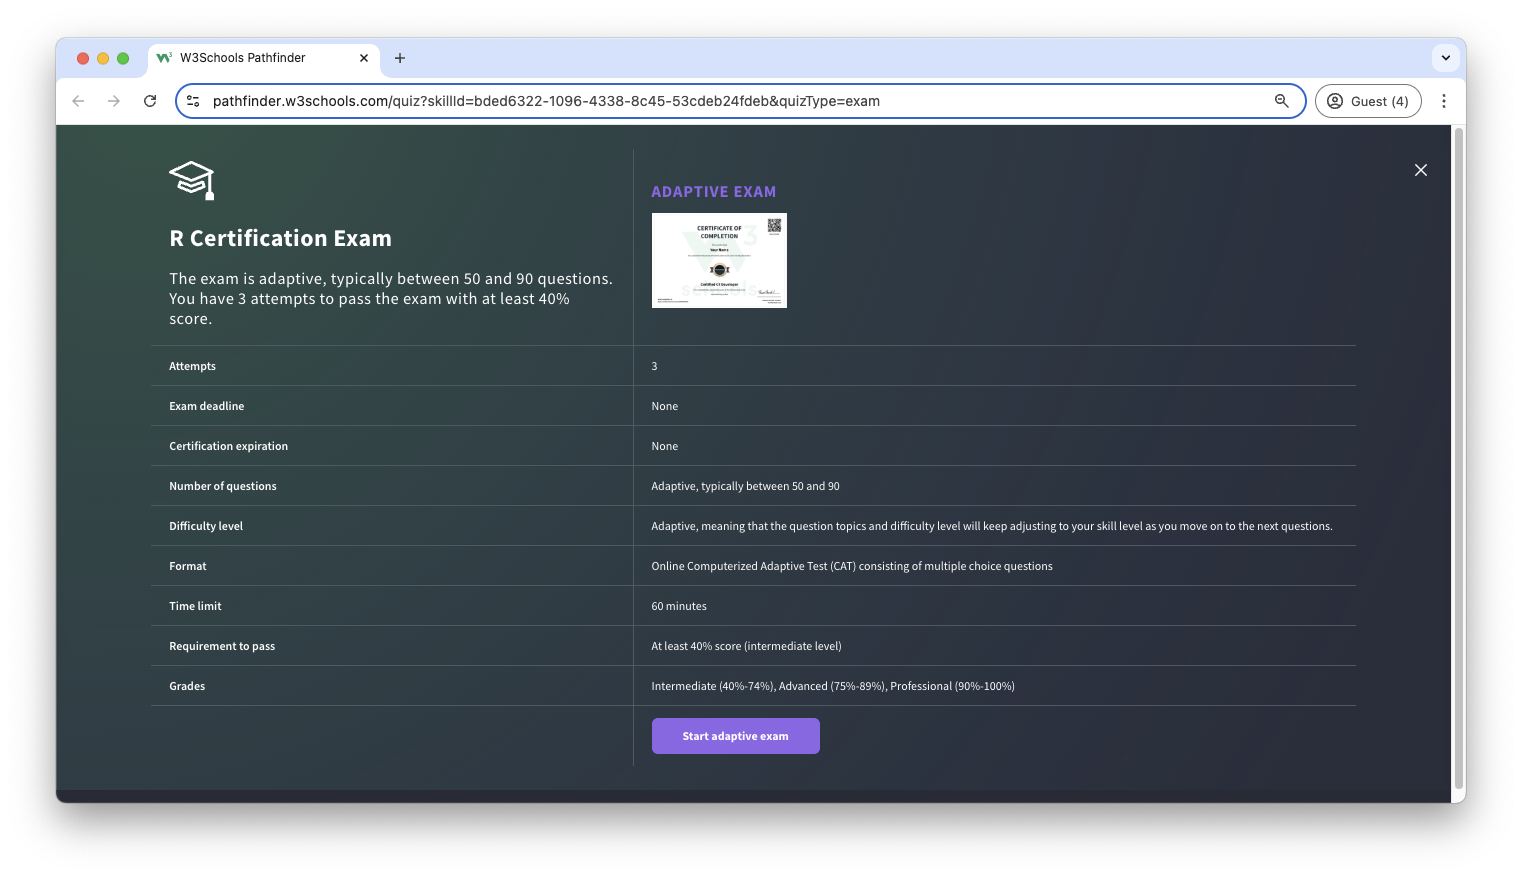 W3Schools Pathfinder
pathfinder.w3schools.com/quiz?skillId=bded6322-1096-4338-8c45-53cdeb24fdeb&quizType=exam
Guest (4)
R Certification Exam
The exam is adaptive, typically between 50 and 90 questions.
You have 3 attempts to pass the exam with at least 40%
score.
ADAPTIVE EXAM
CERTIFICATE OF
COMPLETION
Your Name
Attempts 3
Exam deadline None
Certification expiration None
Number of questions Adaptive, typically between 50 and 90
Difficulty level Adaptive, meaning that the question topics and difficulty level will keep adjusting to your skill level as you move on to the next questions.
Format Online Computerized Adaptive Test (CAT) consisting of multiple choice questions
Time limit 60 minutes
Requirement to pass At least 40% score (intermediate level)
Grades Intermediate (40%-74%), Advanced (75%-89%), Professional (90%-100%)
Start adaptive exam